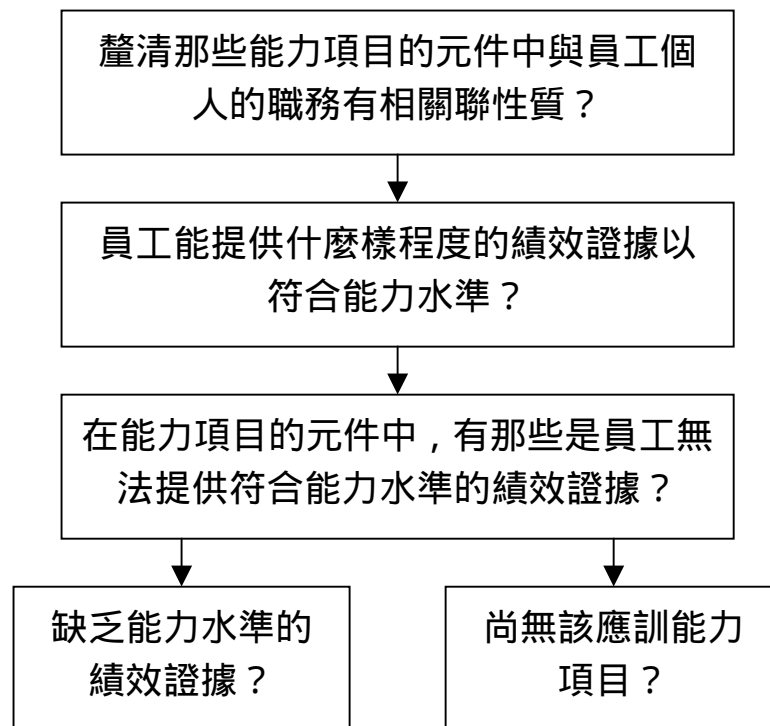 釐清那些能力項目的元件中與員工個
人的職務有相關聯性質？
員工能提供什麼樣程度的績效證據以
符合能力水準？
在能力項目的元件中，有那些是員工無
法提供符合能力水準的績效證據？
缺乏能力水準的
績效證據？
尚無該應訓能力
項目？